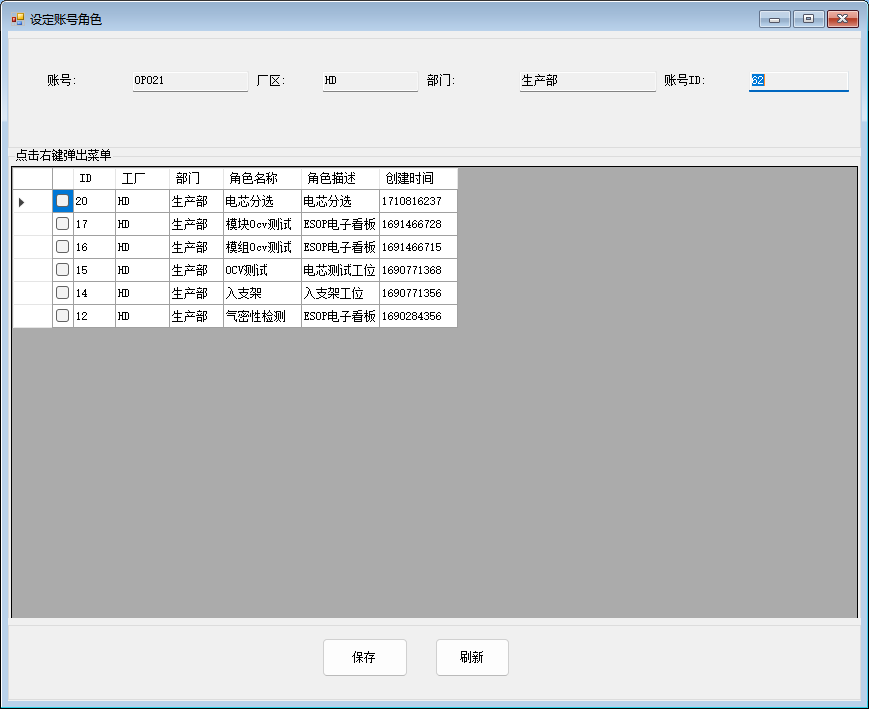 设定账号角色
账号: OP021 厂区: HD 部门: 生产部 账号ID: 62
点击右键弹出菜单
ID 工厂 部门 角色名称 角色描述 创建时间
20 HD 生产部 电芯分选 电芯分选 1710816237
17 HD 生产部 模块Ocv测试 ESOP电子看板 1691466728
16 HD 生产部 模组Ocv测试 ESOP电子看板 1691466715
15 HD 生产部 OCV测试 电芯测试工位 1690771368
14 HD 生产部 入支架 入支架工位 1690771356
12 HD 生产部 气密性检测 ESOP电子看板 1690284356
保存 刷新